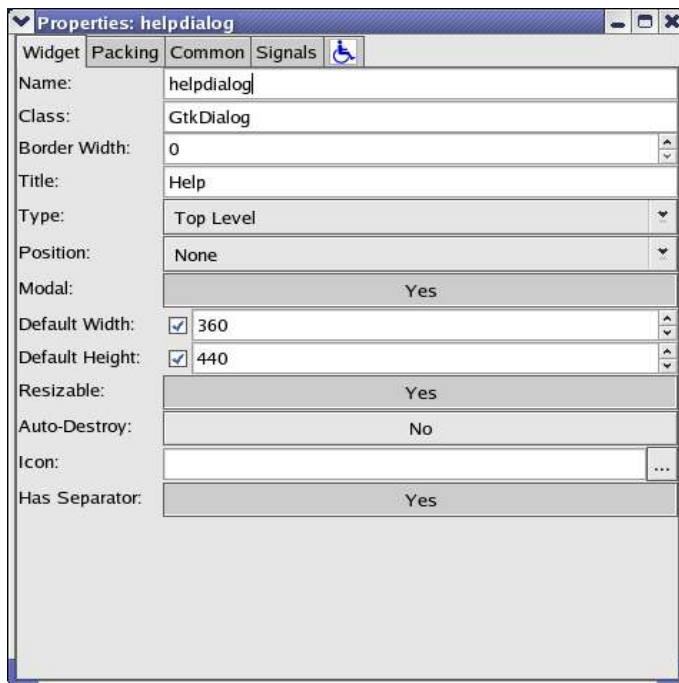 Properties: helpdialog
Widget Packing Common Signals
Name: helpdialog
Class: GtkDialog
Border Width: 0
Title: Help
Type: Top Level
Position: None
Modal: Yes
Default Width: 360
Default Height: 440
Resizable: Yes
Auto-Destroy: No
Icon: ...
Has Separator: Yes